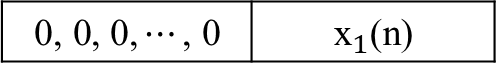 0, 0, 0, ⋯ , 0 x₁(n)